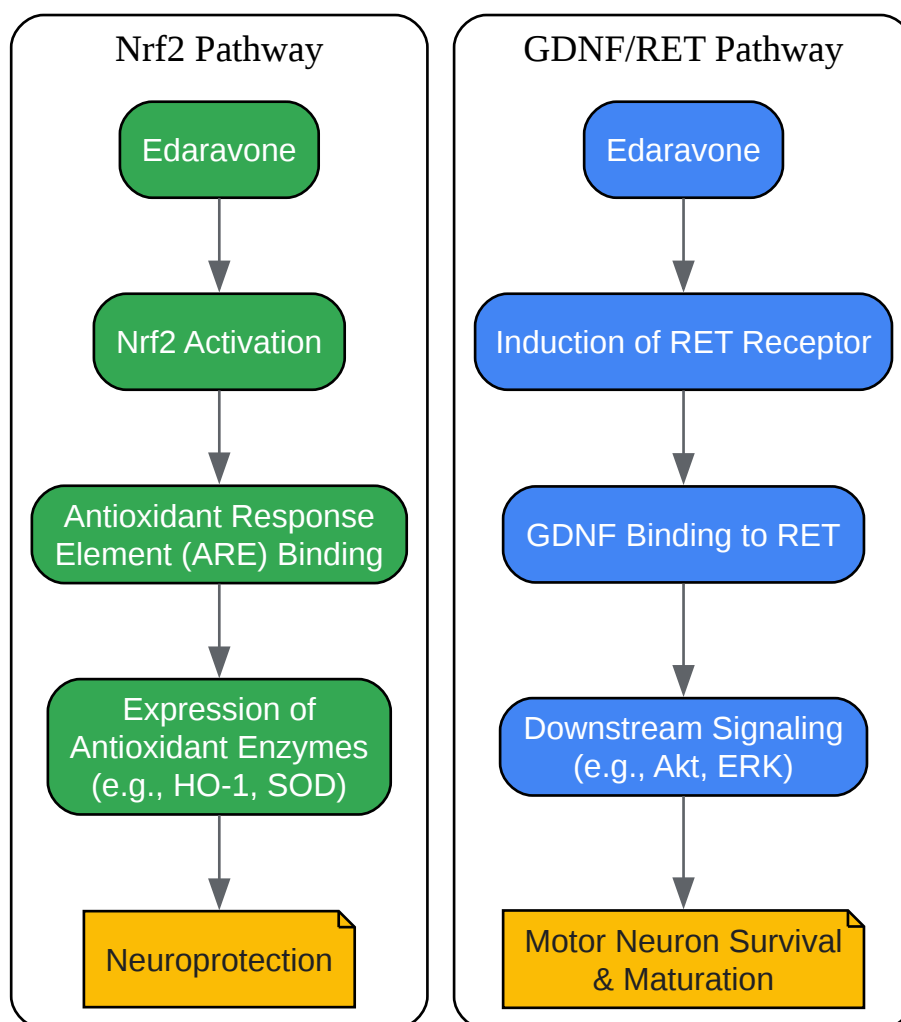 Nrf2 Pathway
Edaravone
Nrf2 Activation
Antioxidant Response
Element (ARE) Binding
Expression of
Antioxidant Enzymes
(e.g., HO-1, SOD)
Neuroprotection
GDNF/RET Pathway
Edaravone
Induction of RET Receptor
GDNF Binding to RET
Downstream Signaling
(e.g., Akt, ERK)
Motor Neuron Survival
& Maturation